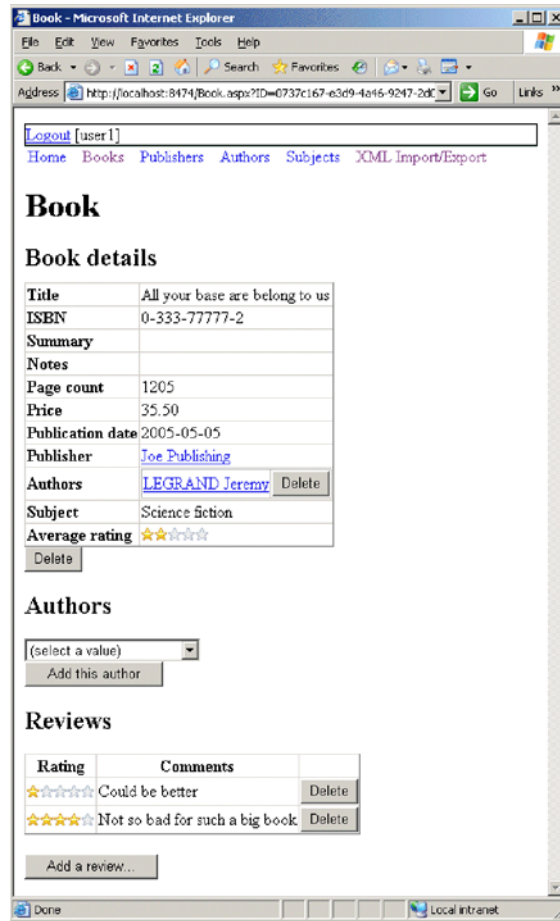 Book - Microsoft Internet Explorer
File Edit View Favorites Tools Help
Back Search Favorites
Address http://localhost:8474/Book.aspx?ID=0737c167-e3d9-4a46-9247-2d0 Go Links »
Logout [user1]
Home Books Publishers Authors Subjects XML Import/Export
Book
Book details
Title All your base are belong to us
ISBN 0-333-77777-2
Summary
Notes
Page count 1205
Price 35.50
Publication date 2005-05-05
Publisher Joe Publishing
Authors LEGRAND Jeremy Delete
Subject Science fiction
Average rating
Delete
Authors
(select a value)
Add this author
Reviews
Rating Comments
Could be better Delete
Not so bad for such a big book Delete
Add a review...
Done Local intranet